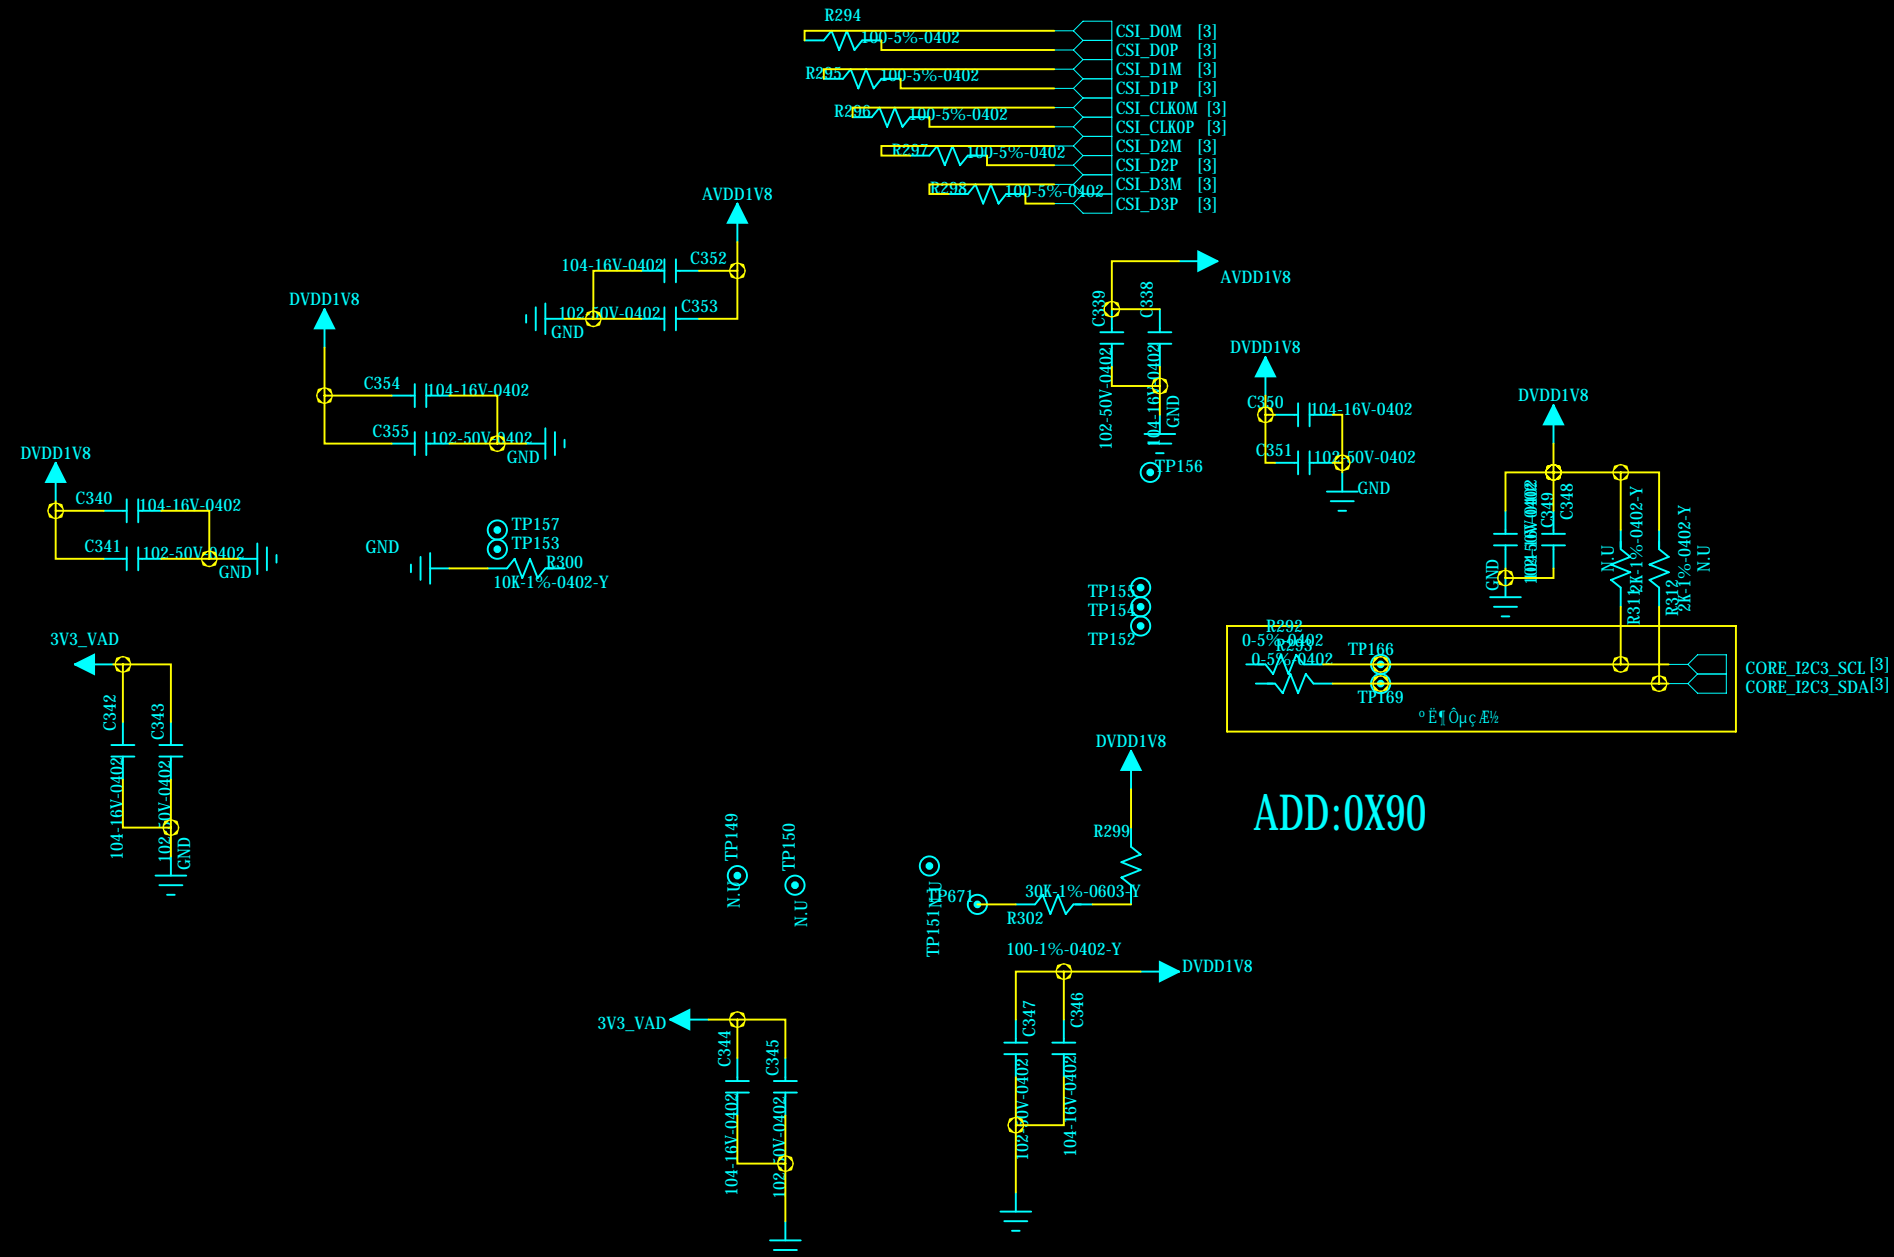 R294
100-5%-0402
CSI_D0M [3]
CSI_D0P [3]
R295
100-5%-0402
CSI_D1M [3]
CSI_D1P [3]
R296
100-5%-0402
CSI_CLKOM [3]
CSI_CLKOP [3]
R297
100-5%-0402
CSI_D2M [3]
CSI_D2P [3]
R298
100-5%-0402
CSI_D3M [3]
CSI_D3P [3]
AVDD1V8
104-16V-0402
C352
102-50V-0402
C353
GND
DVDD1V8
C354
104-16V-0402
C355
102-50V-0402
GND
DVDD1V8
C340
104-16V-0402
C341
102-50V-0402
GND
AVDD1V8
C339
C338
102-50V-0402
104-16V-0402
GND
TP156
DVDD1V8
C350
104-16V-0402
C351
102-50V-0402
GND
DVDD1V8
C349
C348
GND
N.U
2K-1%-0402-Y
R311
R312
2K-1%-0402-Y
N.U
GND
TP157
TP153
R300
10K-1%-0402-Y
TP155
TP154
TP152
R292
0-5%-0402
R293
0-5%-0402
TP166
TP169
CORE_I2C3_SCL [3]
CORE_I2C3_SDA [3]
º˶Ôµçƽ
ADD:0X90
3V3_VAD
C342
C343
104-16V-0402
102-50V-0402
GND
TP149
N.U
TP150
N.U
TP151
N.U
TP671
DVDD1V8
R299
30K-1%-0603-Y
R302
100-1%-0402-Y
DVDD1V8
C347
C346
102-50V-0402
104-16V-0402
3V3_VAD
C344
C345
104-16V-0402
102-50V-0402